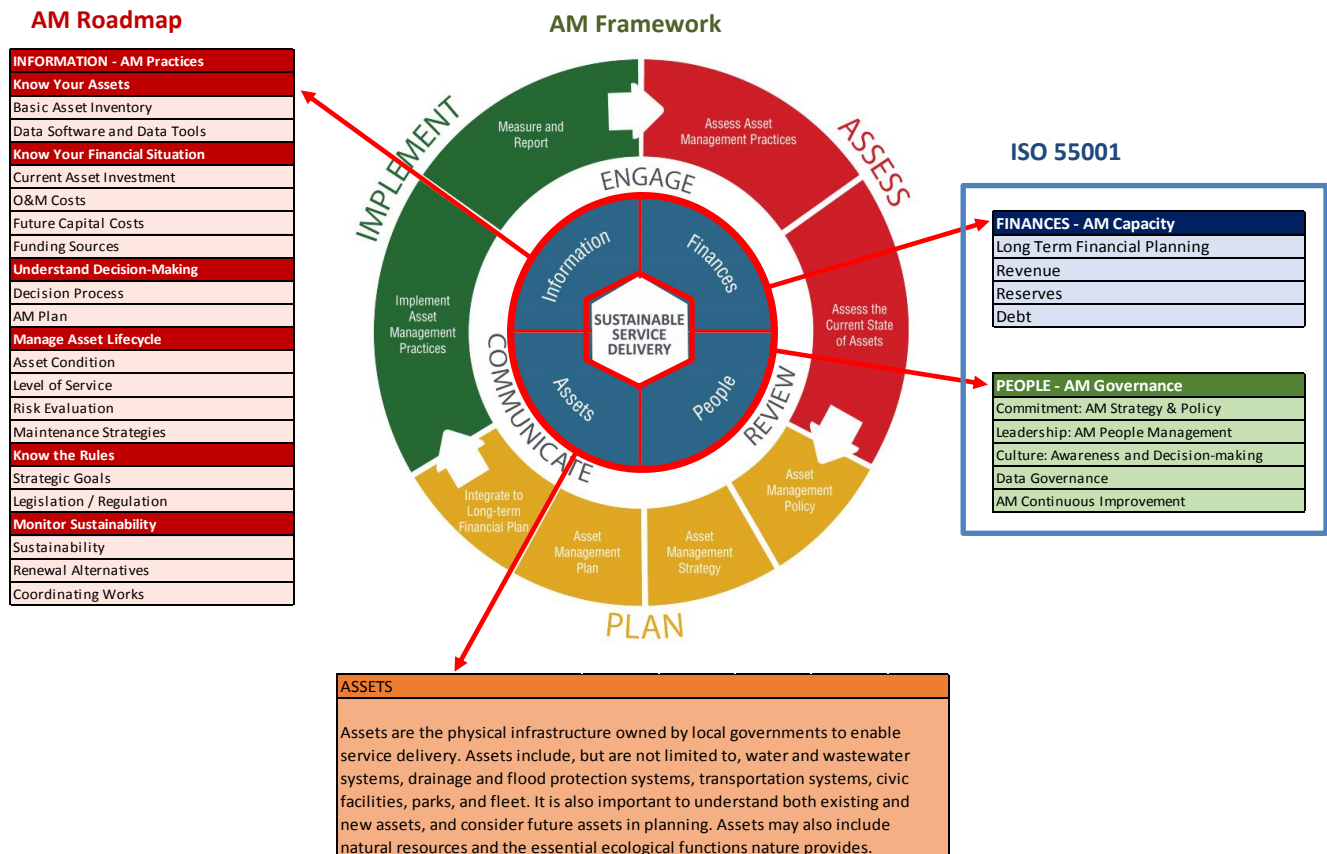 AM Roadmap
AM Framework
INFORMATION - AM Practices
Know Your Assets
Basic Asset Inventory
Data Software and Data Tools
Know Your Financial Situation
Current Asset Investment
O&M Costs
Future Capital Costs
Funding Sources
Understand Decision-Making
Decision Process
AM Plan
Manage Asset Lifecycle
Asset Condition
Level of Service
Risk Evaluation
Maintenance Strategies
Know the Rules
Strategic Goals
Legislation / Regulation
Monitor Sustainability
Sustainability
Renewal Alternatives
Coordinating Works
IMPLEMENT
Measure and
Report
Implement
Asset
Management
Practices
ASSESS
Assess Asset
Management Practices
Assess the
Current State
of Assets
ENGAGE
COMMUNICATE
REVIEW
Information
Finances
Assets
People
SUSTAINABLE
SERVICE
DELIVERY
Integrate to
Long-term
Financial Plan
Asset
Management
Plan
Asset
Management
Strategy
Asset
Management
Policy
PLAN
ISO 55001
FINANCES - AM Capacity
Long Term Financial Planning
Revenue
Reserves
Debt
PEOPLE - AM Governance
Commitment: AM Strategy & Policy
Leadership: AM People Management
Culture: Awareness and Decision-making
Data Governance
AM Continuous Improvement
ASSETS
Assets are the physical infrastructure owned by local governments to enable
service delivery. Assets include, but are not limited to, water and wastewater
systems, drainage and flood protection systems, transportation systems, civic
facilities, parks, and fleet. It is also important to understand both existing and
new assets, and consider future assets in planning. Assets may also include
natural resources and the essential ecological functions nature provides.